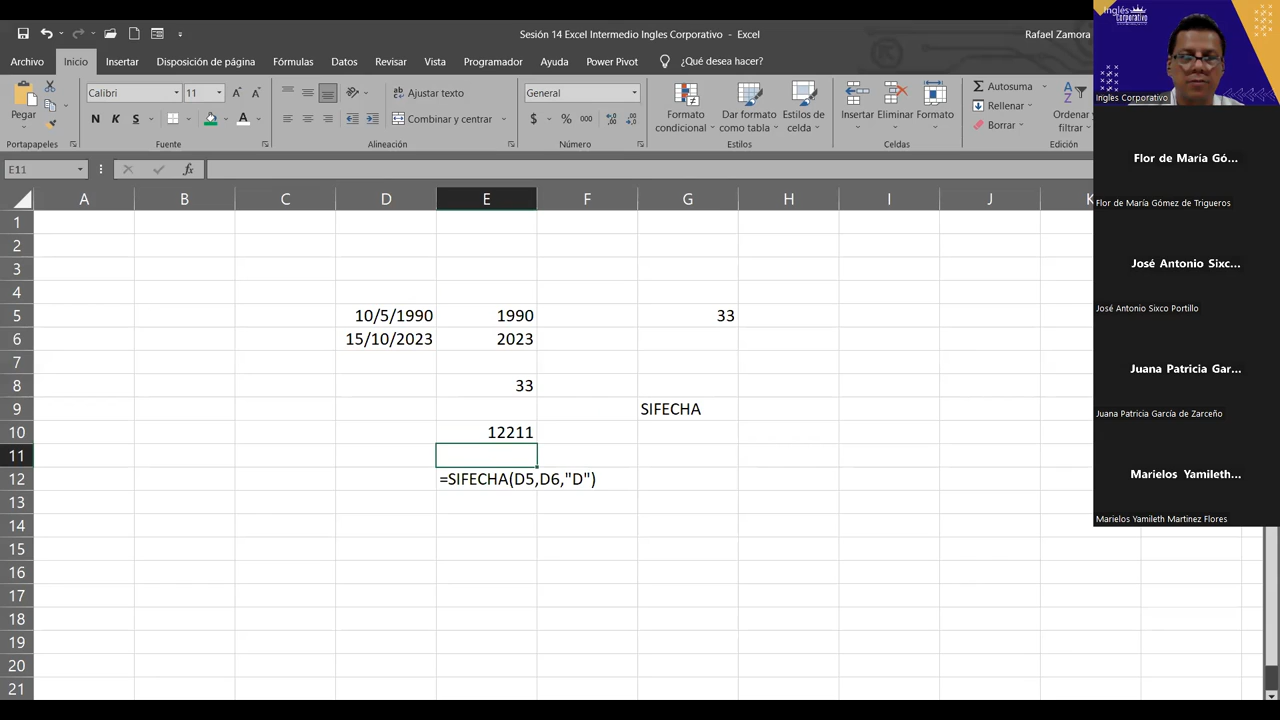 Sesión 14 Excel Intermedio Ingles Corporativo - Excel
Rafael Zamora
Archivo Inicio Insertar Disposición de página Fórmulas Datos Revisar Vista Programador Ayuda Power Pivot ¿Qué desea hacer?
Pegar
Calibri 11
N K S
Ajustar texto
Combinar y centrar
General
$ % 000
Formato condicional
Dar formato como tabla
Estilos de celda
Insertar Eliminar Formato
Autosuma
Rellenar
Borrar
Ordenar y filtrar
Portapapeles Fuente Alineación Número Estilos Celdas Edición
E11 fx
A B C D E F G H I J K
1
2
3
4
5 10/5/1990 1990 33
6 15/10/2023 2023
7
8 33
9 SIFECHA
10 12211
11
12 =SIFECHA(D5,D6,"D")
13
14
15
16
17
18
19
20
21
Inglés Corporativo
Ingles Corporativo
Flor de María Gó...
Flor de María Gómez de Trigueros
José Antonio Sixc...
José Antonio Sixco Portillo
Juana Patricia Gar...
Juana Patricia García de Zarceño
Marielos Yamileth...
Marielos Yamileth Martinez Flores